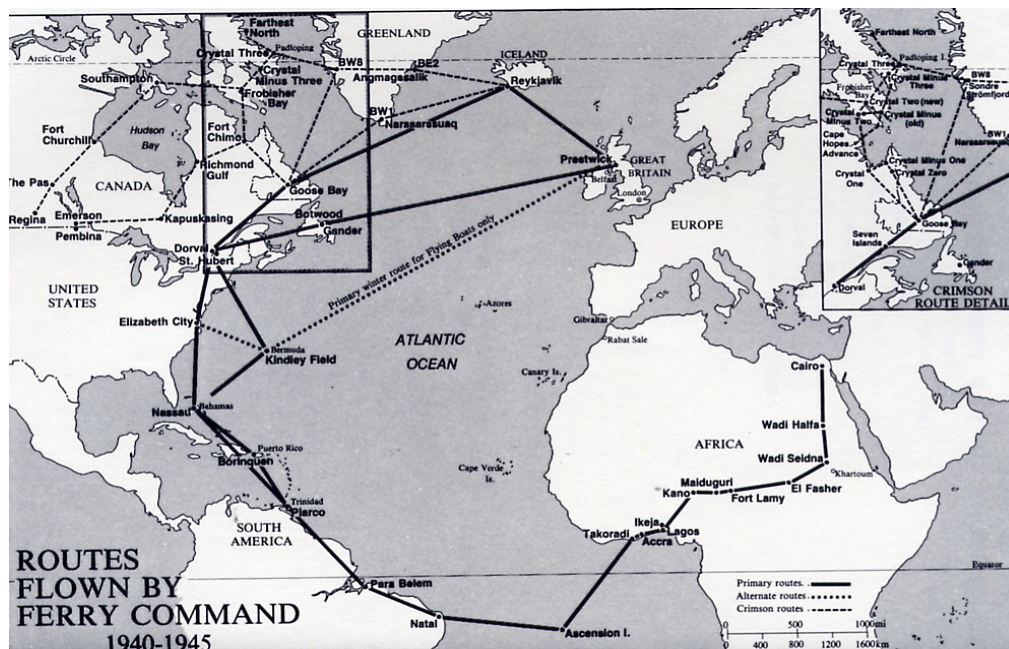 Farthest
North
GREENLAND
ICELAND
Arctic Circle
Crystal Three
Padloping
BW8
BE2
Angmagssalik
Reykjavik
Southampton
Crystal
Minus Three
Frobisher
Bay
BW1
Narssarssuaq
Hudson
Bay
Fort
Churchill
Fort
Chimo
Richmond
Gulf
The Pas
CANADA
Goose Bay
Prestwick
GREAT
BRITAIN
Belfast
London
Regina
Emerson
Pembina
Kapuskasing
Botwood
Gander
Dorval
St. Hubert
EUROPE
UNITED
STATES
Primary winter route for Flying Boats only
Azores
Elizabeth City
Gibraltar
Rabat Sale
Bermuda
Kindley Field
ATLANTIC
OCEAN
Canary Is.
Cairo
Nassau
Bahamas
Wadi Halfa
AFRICA
Puerto Rico
Borinquen
Cape Verde
Is.
Wadi Seidna
Khartoum
Trinidad
Piarco
Maiduguri
Kano
Fort Lamy
El Fasher
SOUTH
AMERICA
Ikeja
Lagos
Takoradi
Accra
Para Belem
Equator
Natal
Ascension I.
ROUTES
FLOWN BY
FERRY COMMAND
1940-1945
Primary routes.
Alternate routes
Crimson routes
0 500 1000mi
0 400 800 1200 1600km
Farthest North
Crystal Three
Padloping I.
Crystal Minus
Three
BW8
Sondre
Strömfjord
Frobisher
Bay
Crystal Two (new)
Crystal
Minus Two
Crystal Minus
(old)
BW1
Narssarssuaq
Cape
Hopes
Advance
Crystal Minus One
Crystal Zero
Crystal
One
Goose Bay
Seven
Islands
Gander
Dorval
CRIMSON
ROUTE DETAIL